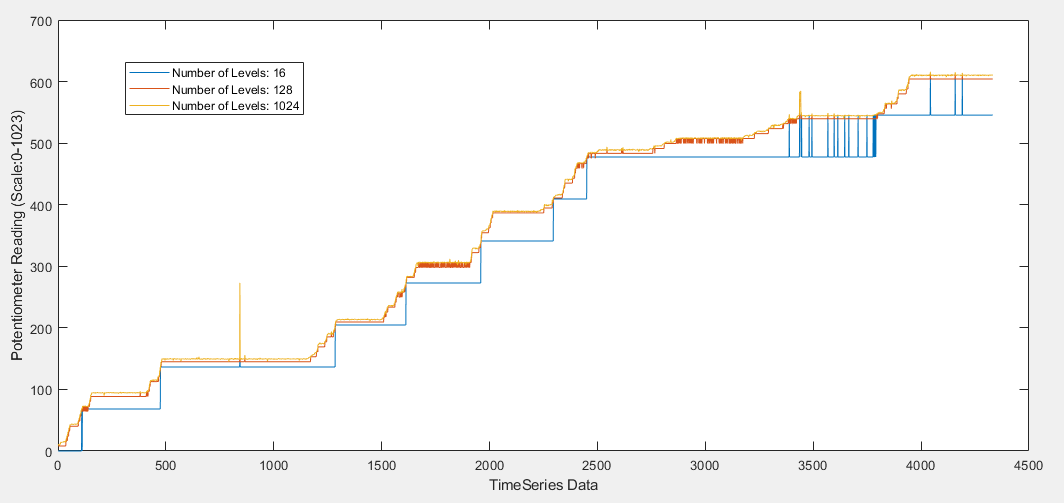 700
600
500
400
300
200
100
0
Potentiometer Reading (Scale:0-1023)
Number of Levels: 16
Number of Levels: 128
Number of Levels: 1024
0 500 1000 1500 2000 2500 3000 3500 4000 4500
TimeSeries Data